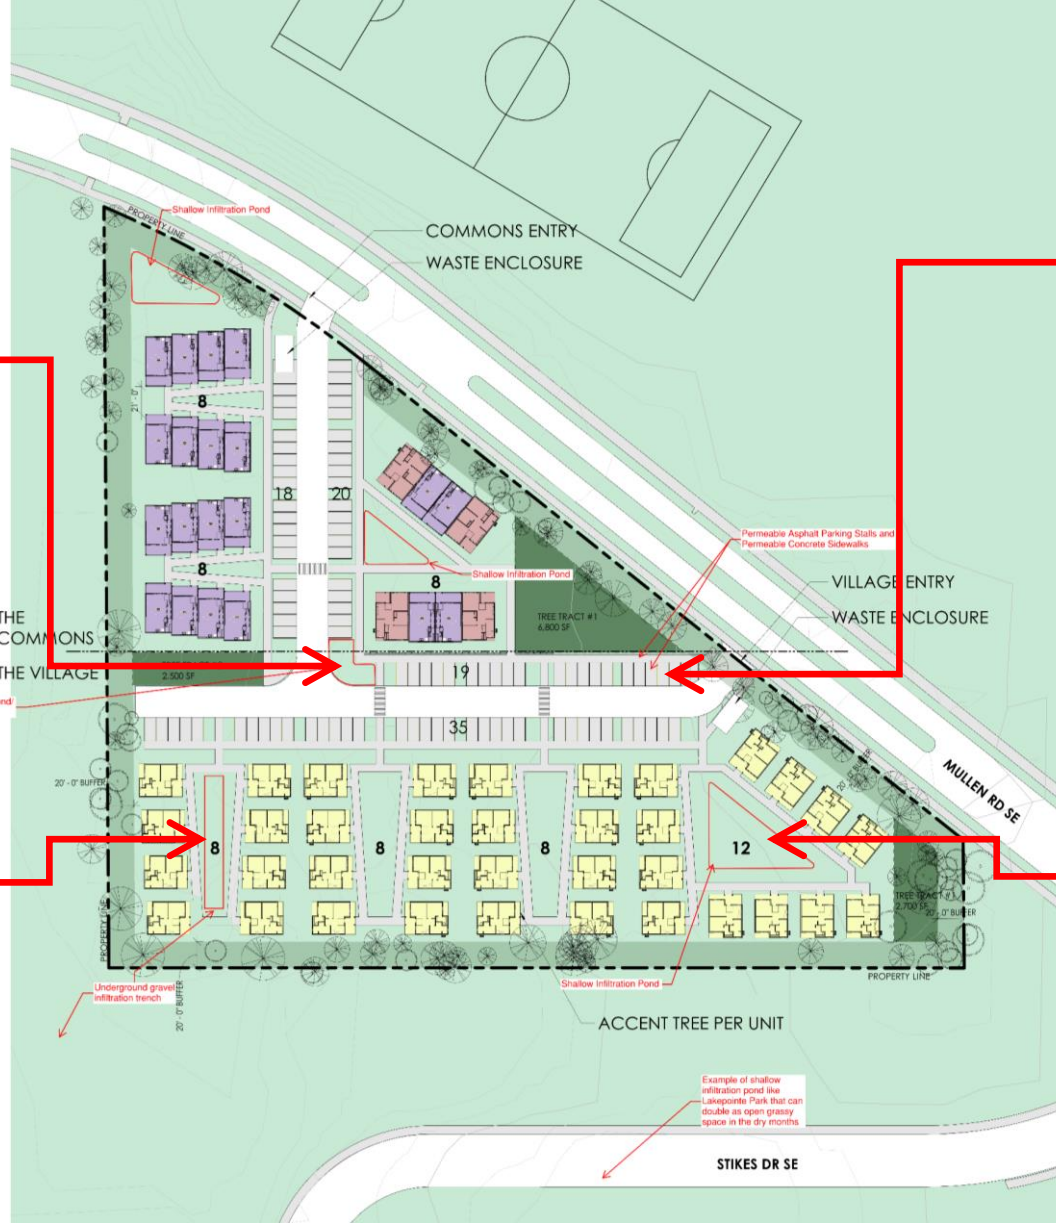 Shallow Infiltration Pond
PROPERTY LINE
COMMONS ENTRY
WASTE ENCLOSURE
21' - 0"
8
18
20
8
Permeable Asphalt Parking Stalls and
Permeable Concrete Sidewalks
Shallow Infiltration Pond
8
VILLAGE ENTRY
WASTE ENCLOSURE
TREE TRACT #1
6,800 SF
THE
COMMONS
THE VILLAGE
2,500 SF
19
35
MULLEN RD SE
20' - 0" BUFFER
8
8
8
12
TREE TRACT #3
2,700 SF
20' - 0" BUFFER
PROPERTY
PROPERTY LINE
Underground gravel
infiltration trench
20' - 0" BUFFER
Shallow Infiltration Pond
ACCENT TREE PER UNIT
Example of shallow
infiltration pond like
Lakepointe Park that can
double as open grassy
space in the dry months
STIKES DR SE